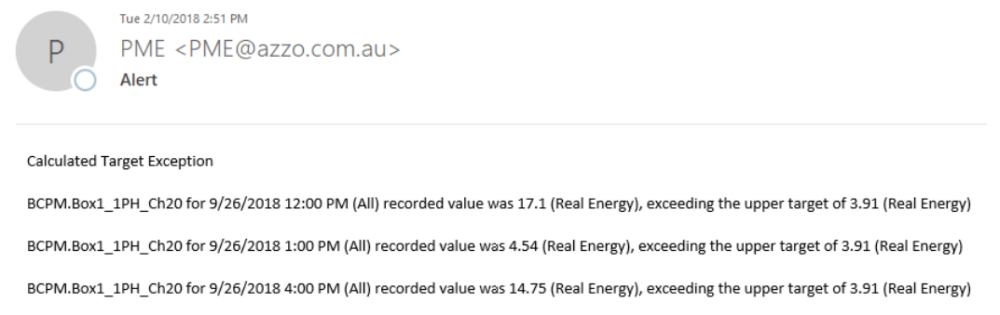 Tue 2/10/2018 2:51 PM
P
PME <PME@azzo.com.au>
Alert
Calculated Target Exception
BCPM.Box1_1PH_Ch20 for 9/26/2018 12:00 PM (All) recorded value was 17.1 (Real Energy), exceeding the upper target of 3.91 (Real Energy)
BCPM.Box1_1PH_Ch20 for 9/26/2018 1:00 PM (All) recorded value was 4.54 (Real Energy), exceeding the upper target of 3.91 (Real Energy)
BCPM.Box1_1PH_Ch20 for 9/26/2018 4:00 PM (All) recorded value was 14.75 (Real Energy), exceeding the upper target of 3.91 (Real Energy)